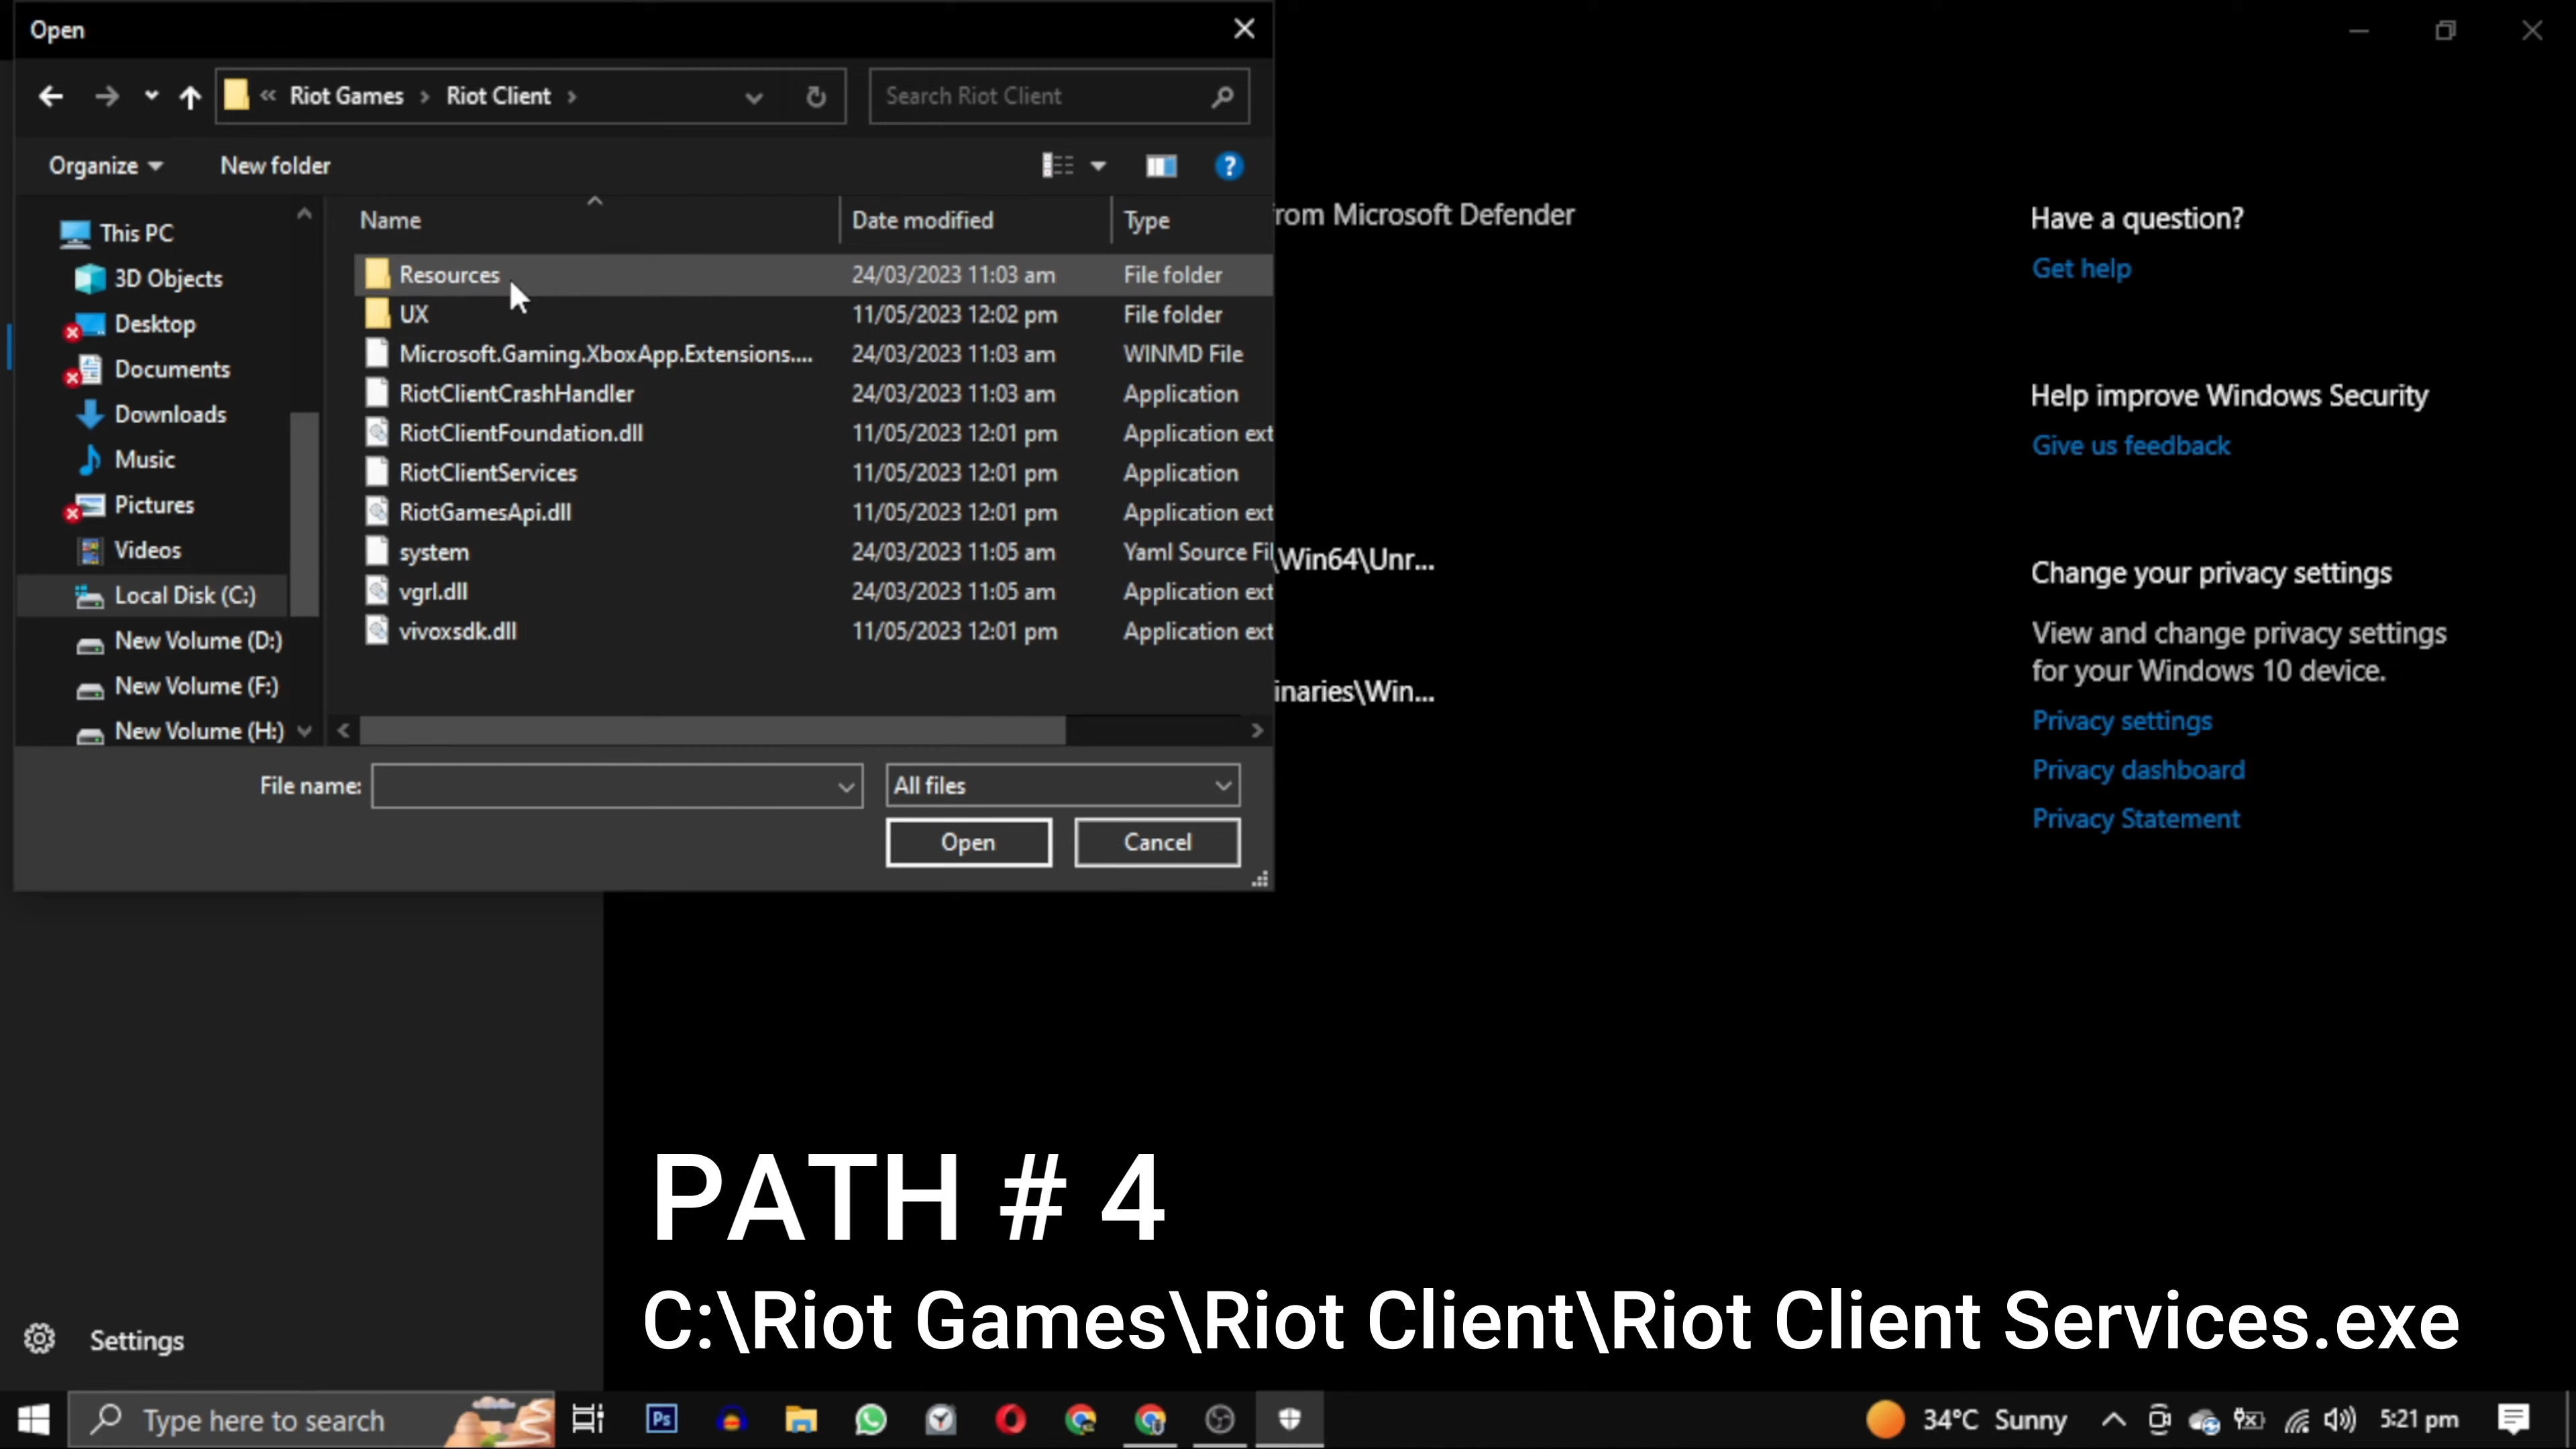 Open
« Riot Games › Riot Client ›
Search Riot Client
Organize
New folder
Name
Date modified
Type
This PC
3D Objects
Desktop
Documents
Downloads
Music
Pictures
Videos
Local Disk (C:)
New Volume (D:)
New Volume (F:)
New Volume (H:)
Resources 24/03/2023 11:03 am File folder
UX 11/05/2023 12:02 pm File folder
Microsoft.Gaming.XboxApp.Extensions.... 24/03/2023 11:03 am WINMD File
RiotClientCrashHandler 24/03/2023 11:03 am Application
RiotClientFoundation.dll 11/05/2023 12:01 pm Application ext
RiotClientServices 11/05/2023 12:01 pm Application
RiotGamesApi.dll 11/05/2023 12:01 pm Application ext
system 24/03/2023 11:05 am Yaml Source Fil
vgrl.dll 24/03/2023 11:05 am Application ext
vivoxsdk.dll 11/05/2023 12:01 pm Application ext
File name:
All files
Open
Cancel
rom Microsoft Defender
\Win64\Unr...
inaries\Win...
Have a question?
Get help
Help improve Windows Security
Give us feedback
Change your privacy settings
View and change privacy settings
for your Windows 10 device.
Privacy settings
Privacy dashboard
Privacy Statement
PATH # 4
C:\Riot Games\Riot Client\Riot Client Services.exe
Settings
Type here to search
Ps
34°C Sunny
5:21 pm